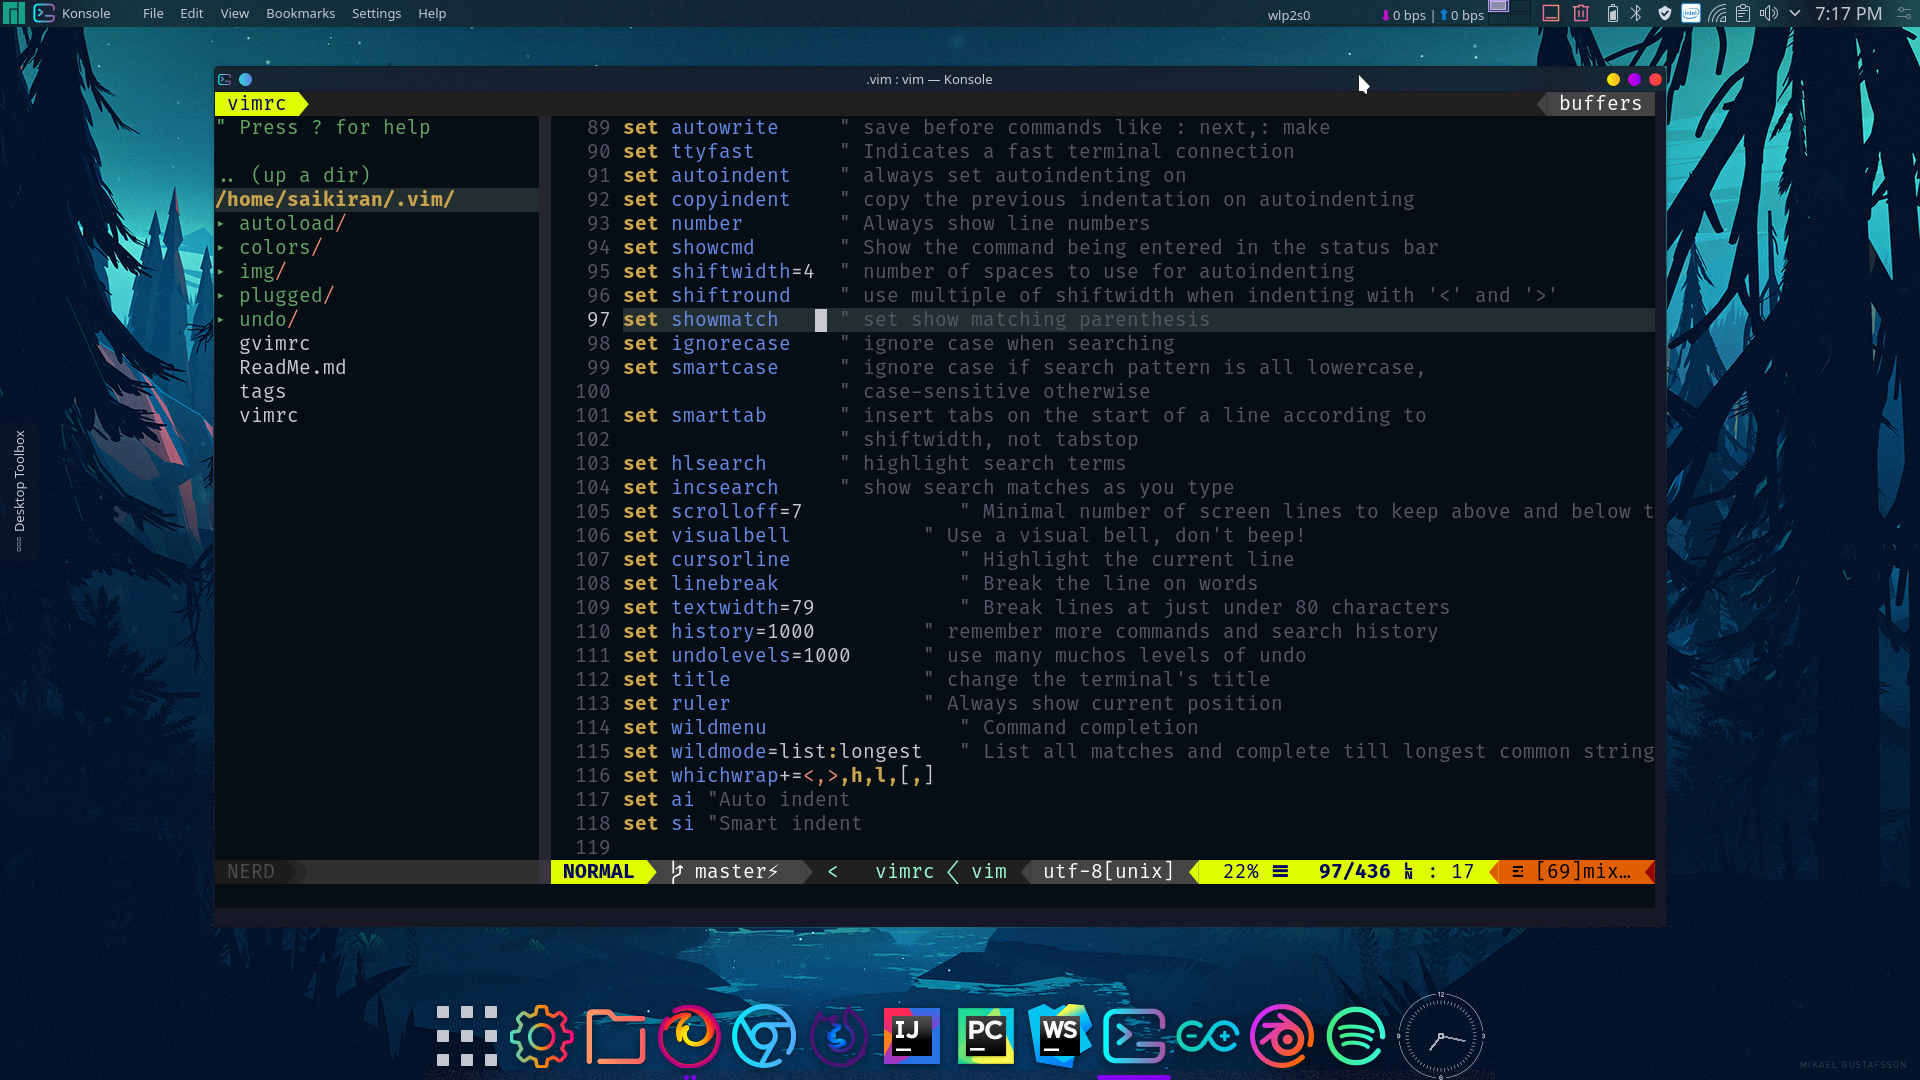 Konsole File Edit View Bookmarks Settings Help
wlp2s0 0 bps | 0 bps 7:17 PM
.vim : vim — Konsole
vimrc
buffers
" Press ? for help
.. (up a dir)
/home/saikiran/.vim/
▸ autoload/
▸ colors/
▸ img/
▸ plugged/
▸ undo/
gvimrc
ReadMe.md
tags
vimrc
89 set autowrite " save before commands like : next,: make
90 set ttyfast " Indicates a fast terminal connection
91 set autoindent " always set autoindenting on
92 set copyindent " copy the previous indentation on autoindenting
93 set number " Always show line numbers
94 set showcmd " Show the command being entered in the status bar
95 set shiftwidth=4 " number of spaces to use for autoindenting
96 set shiftround " use multiple of shiftwidth when indenting with '<' and '>'
97 set showmatch " set show matching parenthesis
98 set ignorecase " ignore case when searching
99 set smartcase " ignore case if search pattern is all lowercase,
100 " case-sensitive otherwise
101 set smarttab " insert tabs on the start of a line according to
102 " shiftwidth, not tabstop
103 set hlsearch " highlight search terms
104 set incsearch " show search matches as you type
105 set scrolloff=7 " Minimal number of screen lines to keep above and below t
106 set visualbell " Use a visual bell, don't beep!
107 set cursorline " Highlight the current line
108 set linebreak " Break the line on words
109 set textwidth=79 " Break lines at just under 80 characters
110 set history=1000 " remember more commands and search history
111 set undolevels=1000 " use many muchos levels of undo
112 set title " change the terminal's title
113 set ruler " Always show current position
114 set wildmenu " Command completion
115 set wildmode=list:longest " List all matches and complete till longest common string
116 set whichwrap+=<,>,h,l,[,]
117 set ai "Auto indent
118 set si "Smart indent
119
NERD
NORMAL master⚡ < vimrc vim utf-8[unix] 22% ☰ 97/436 : 17 [69]mix…
Desktop Toolbox
IJ
PC
WS
12
3
6
9
MIKAEL GUSTAFSSON